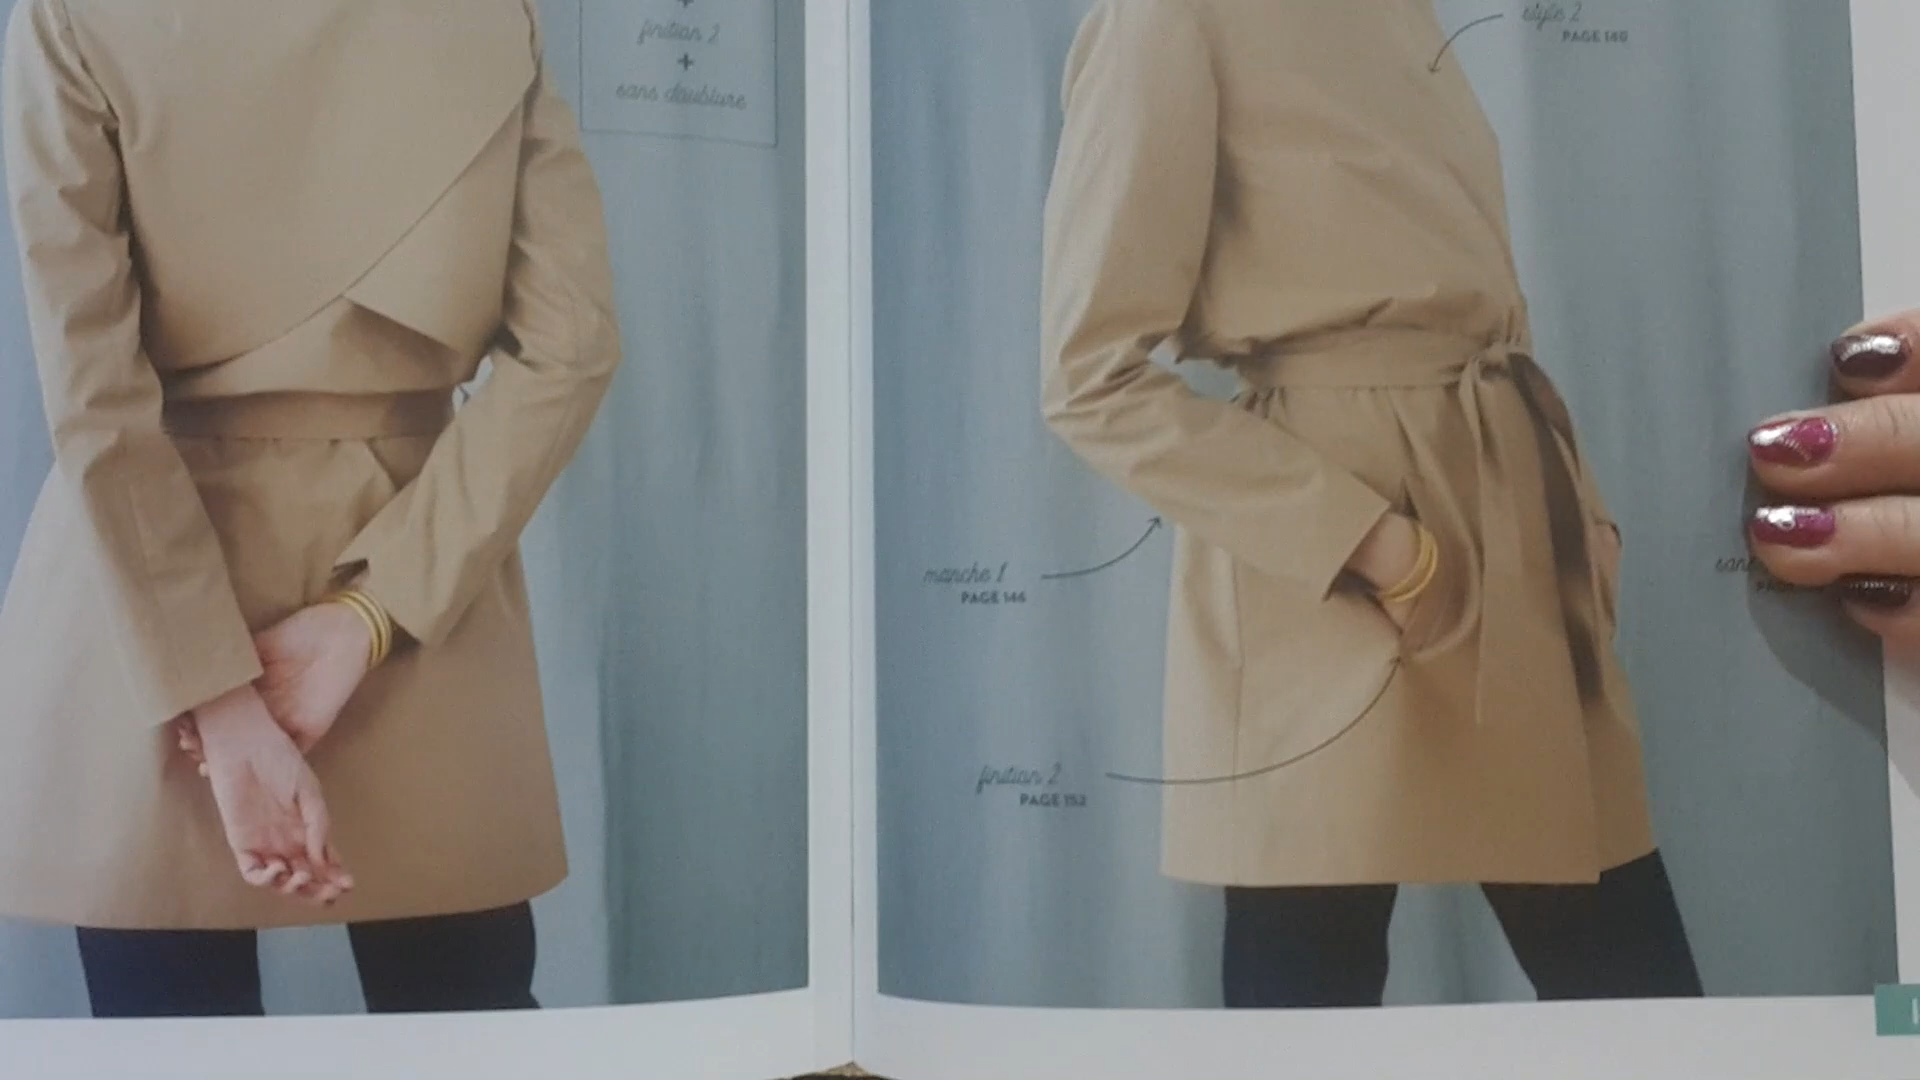 +
finition 2
+
sans doublure
style 2
PAGE 140
manche 1
PAGE 146
finition 2
PAGE 152